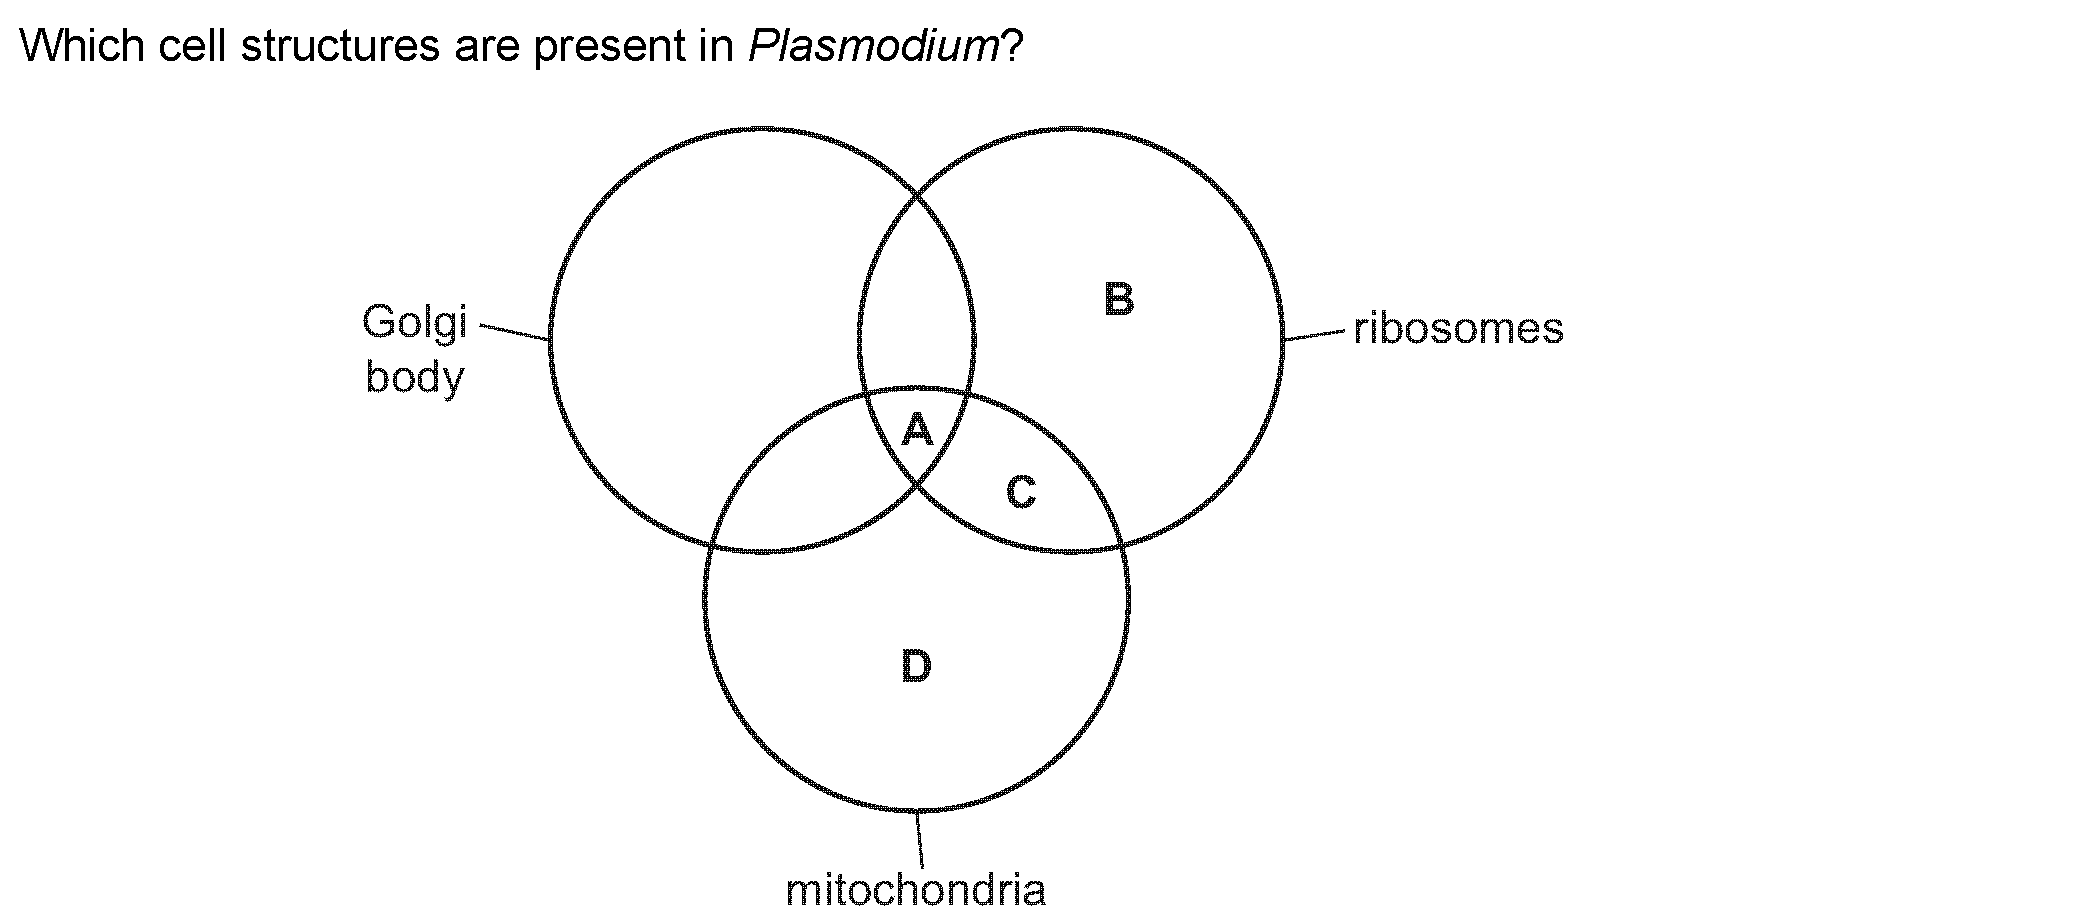 Which cell structures are present in Plasmodium?
B
Golgi
body
ribosomes
A
C
D
mitochondria